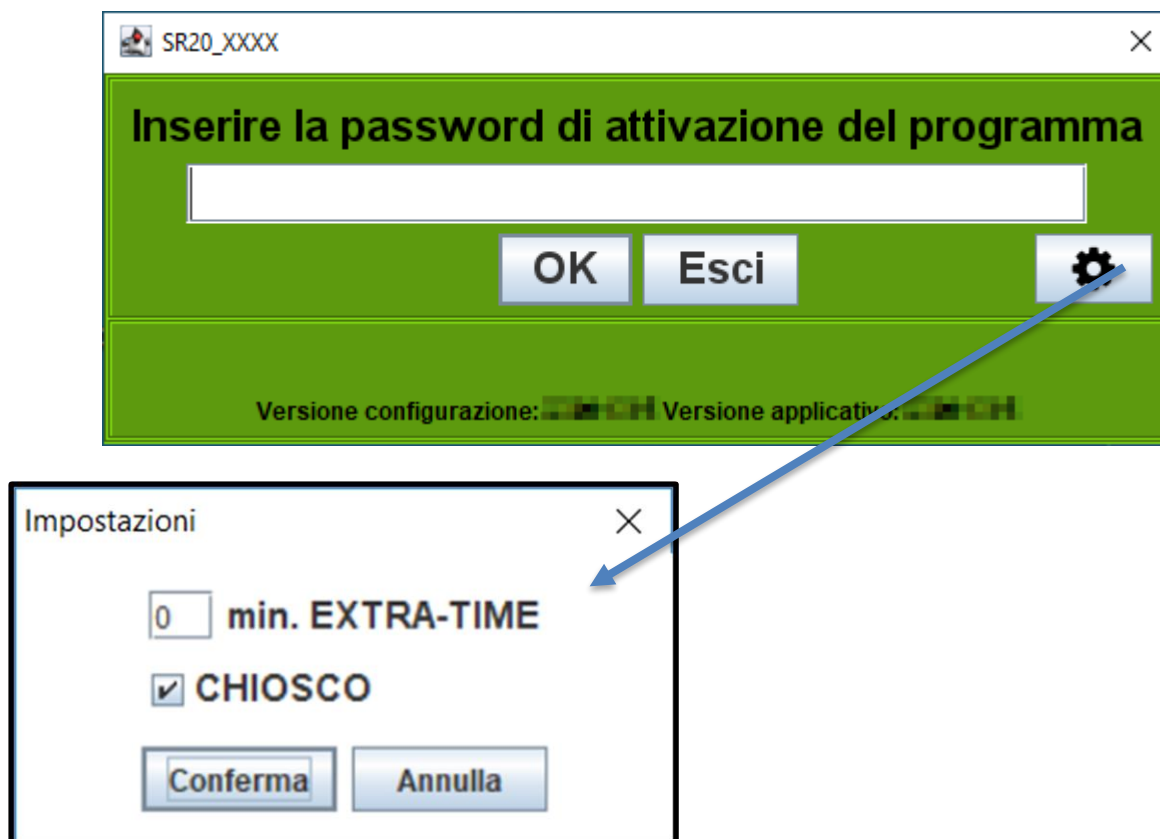 SR20_XXXX
Inserire la password di attivazione del programma
OK Esci
Versione configurazione: Versione applicativo:
Impostazioni
0 min. EXTRA-TIME
CHIOSCO
Conferma Annulla